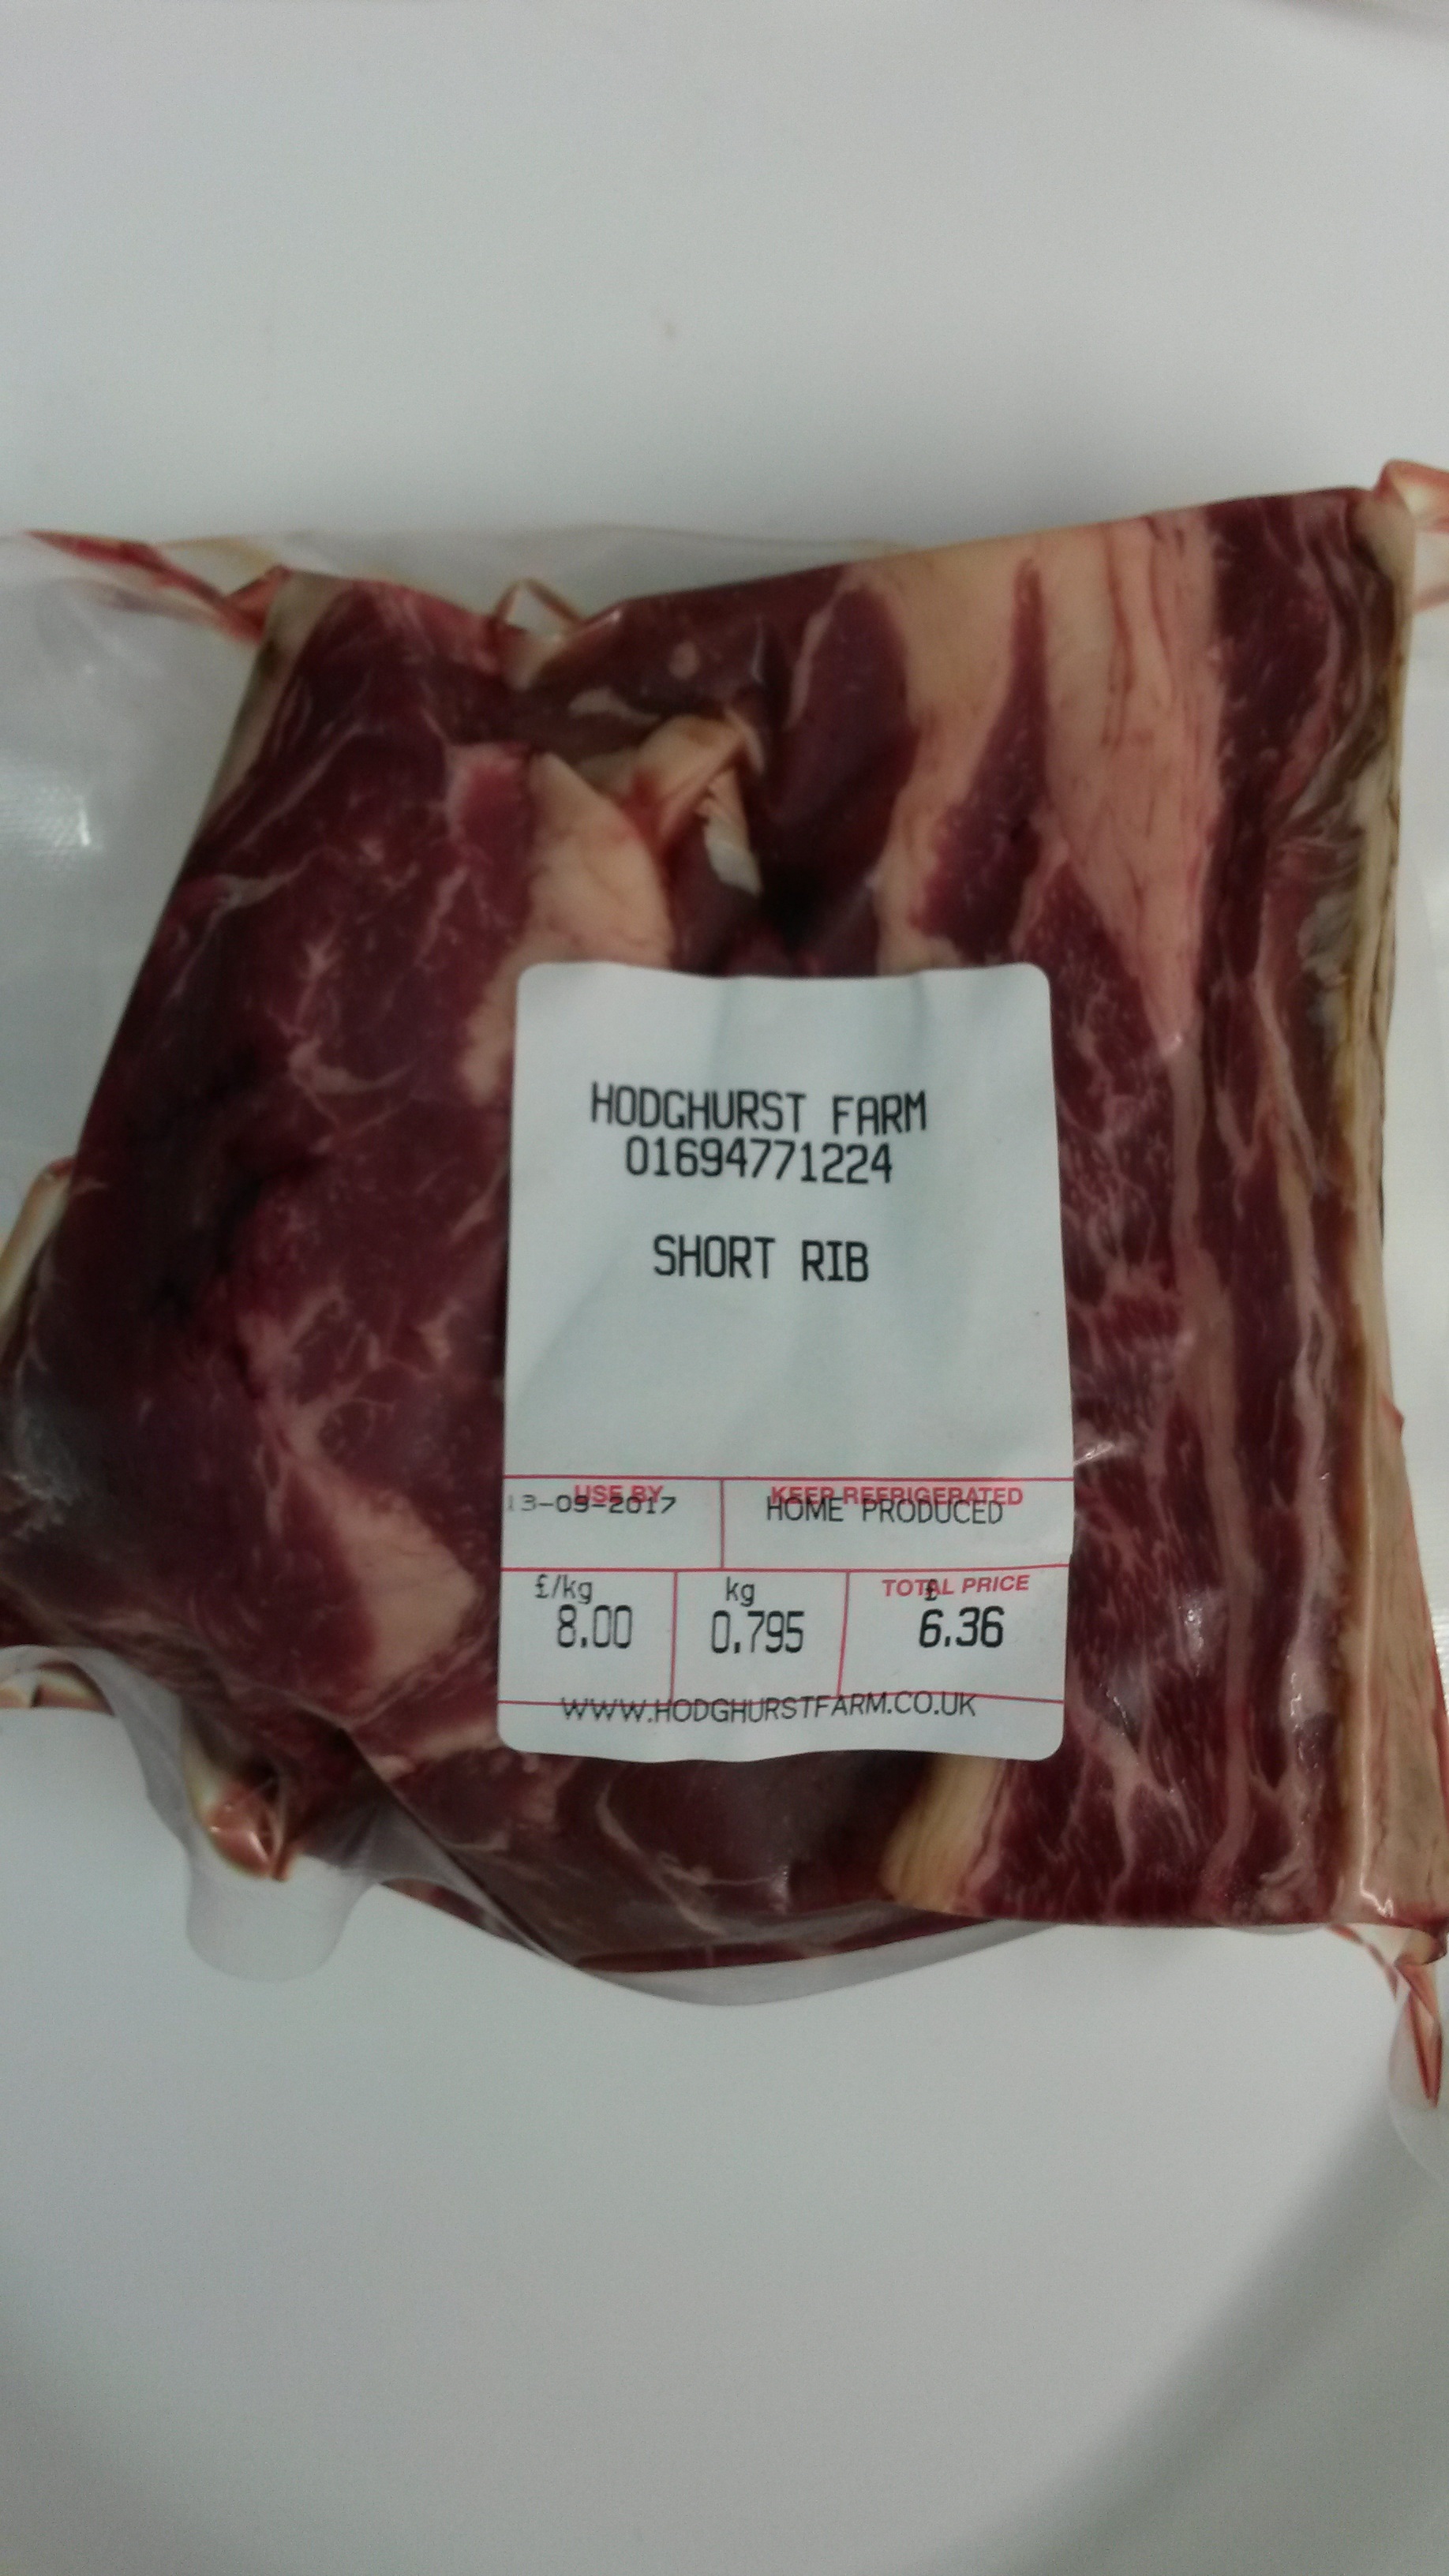 HODGHURST FARM
01694771224
SHORT RIB
USE BY KEEP REFRIGERATED
13-09-2017 HOME PRODUCED
£/kg kg TOTAL PRICE £
8.00 0.795 6.36
WWW.HODGHURSTFARM.CO.UK